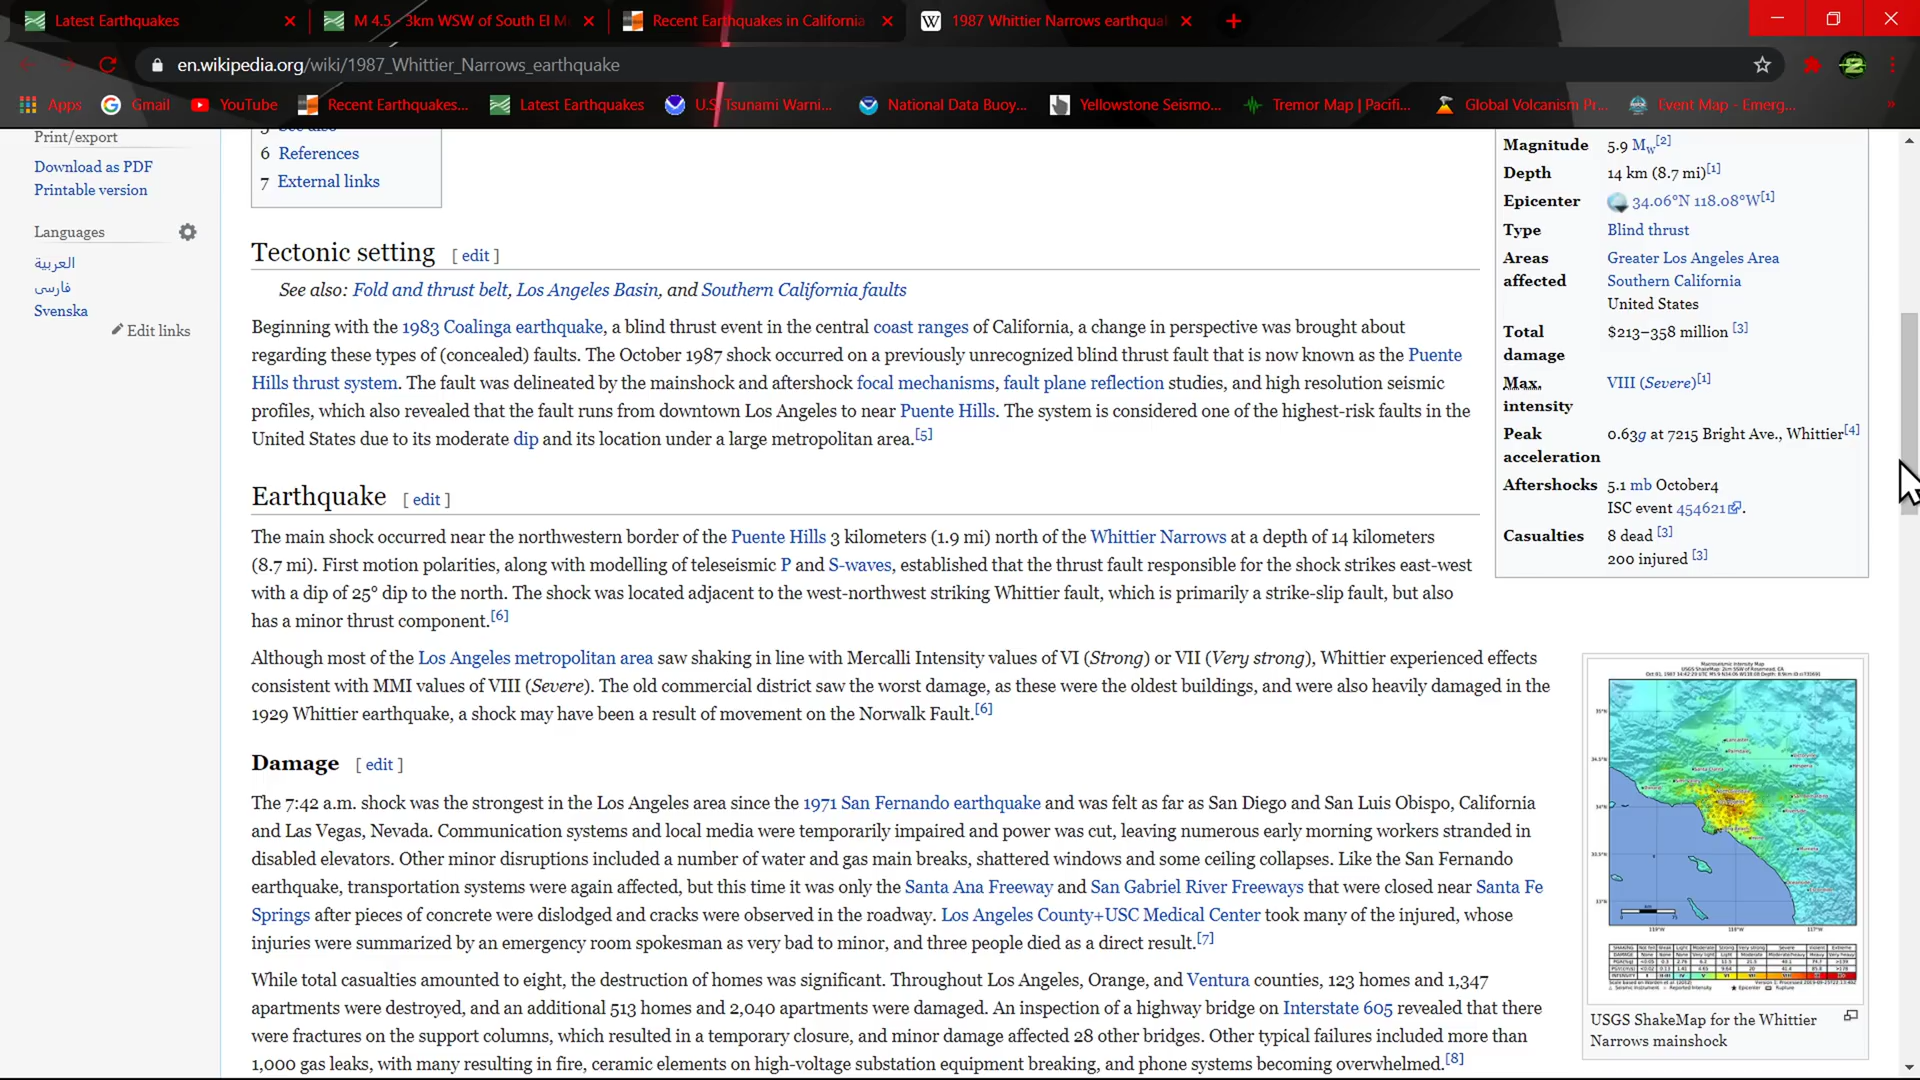 Latest Earthquakes
M 4.5 - 3km WSW of South El M
Recent Earthquakes in California
1987 Whittier Narrows earthqua
en.wikipedia.org/wiki/1987_Whittier_Narrows_earthquake
Apps
Gmail
YouTube
Recent Earthquakes...
Latest Earthquakes
U.S. Tsunami Warni...
National Data Buoy...
Yellowstone Seismo...
Tremor Map | Pacifi...
Global Volcanism Pr...
Event Map - Emerg...
»
Print/export
Download as PDF
Printable version
Languages
العربية
فارسی
Svenska
Edit links
5 See also
6 References
7 External links
Tectonic setting [ edit ]
See also: Fold and thrust belt, Los Angeles Basin, and Southern California faults
Beginning with the 1983 Coalinga earthquake, a blind thrust event in the central coast ranges of California, a change in perspective was brought about
regarding these types of (concealed) faults. The October 1987 shock occurred on a previously unrecognized blind thrust fault that is now known as the Puente
Hills thrust system. The fault was delineated by the mainshock and aftershock focal mechanisms, fault plane reflection studies, and high resolution seismic
profiles, which also revealed that the fault runs from downtown Los Angeles to near Puente Hills. The system is considered one of the highest-risk faults in the
United States due to its moderate dip and its location under a large metropolitan area.[5]
Earthquake [ edit ]
The main shock occurred near the northwestern border of the Puente Hills 3 kilometers (1.9 mi) north of the Whittier Narrows at a depth of 14 kilometers
(8.7 mi). First motion polarities, along with modelling of teleseismic P and S-waves, established that the thrust fault responsible for the shock strikes east-west
with a dip of 25° dip to the north. The shock was located adjacent to the west-northwest striking Whittier fault, which is primarily a strike-slip fault, but also
has a minor thrust component.[6]
Although most of the Los Angeles metropolitan area saw shaking in line with Mercalli Intensity values of VI (Strong) or VII (Very strong), Whittier experienced effects
consistent with MMI values of VIII (Severe). The old commercial district saw the worst damage, as these were the oldest buildings, and were also heavily damaged in the
1929 Whittier earthquake, a shock may have been a result of movement on the Norwalk Fault.[6]
Damage [ edit ]
The 7:42 a.m. shock was the strongest in the Los Angeles area since the 1971 San Fernando earthquake and was felt as far as San Diego and San Luis Obispo, California
and Las Vegas, Nevada. Communication systems and local media were temporarily impaired and power was cut, leaving numerous early morning workers stranded in
disabled elevators. Other minor disruptions included a number of water and gas main breaks, shattered windows and some ceiling collapses. Like the San Fernando
earthquake, transportation systems were again affected, but this time it was only the Santa Ana Freeway and San Gabriel River Freeways that were closed near Santa Fe
Springs after pieces of concrete were dislodged and cracks were observed in the roadway. Los Angeles County+USC Medical Center took many of the injured, whose
injuries were summarized by an emergency room spokesman as very bad to minor, and three people died as a direct result.[7]
While total casualties amounted to eight, the destruction of homes was significant. Throughout Los Angeles, Orange, and Ventura counties, 123 homes and 1,347
apartments were destroyed, and an additional 513 homes and 2,040 apartments were damaged. An inspection of a highway bridge on Interstate 605 revealed that there
were fractures on the support columns, which resulted in a temporary closure, and minor damage affected 28 other bridges. Other typical failures included more than
1,000 gas leaks, with many resulting in fire, ceramic elements on high-voltage substation equipment breaking, and phone systems becoming overwhelmed.[8]
Magnitude 5.9 Mw[2]
Depth 14 km (8.7 mi)[1]
Epicenter 34.06°N 118.08°W[1]
Type Blind thrust
Areas Greater Los Angeles Area
affected Southern California
United States
Total $213–358 million [3]
damage
Max. VIII (Severe)[1]
intensity
Peak 0.63g at 7215 Bright Ave., Whittier[4]
acceleration
Aftershocks 5.1 mb October4
ISC event 454621.
Casualties 8 dead [3]
200 injured [3]
USGS ShakeMap for the Whittier
Narrows mainshock